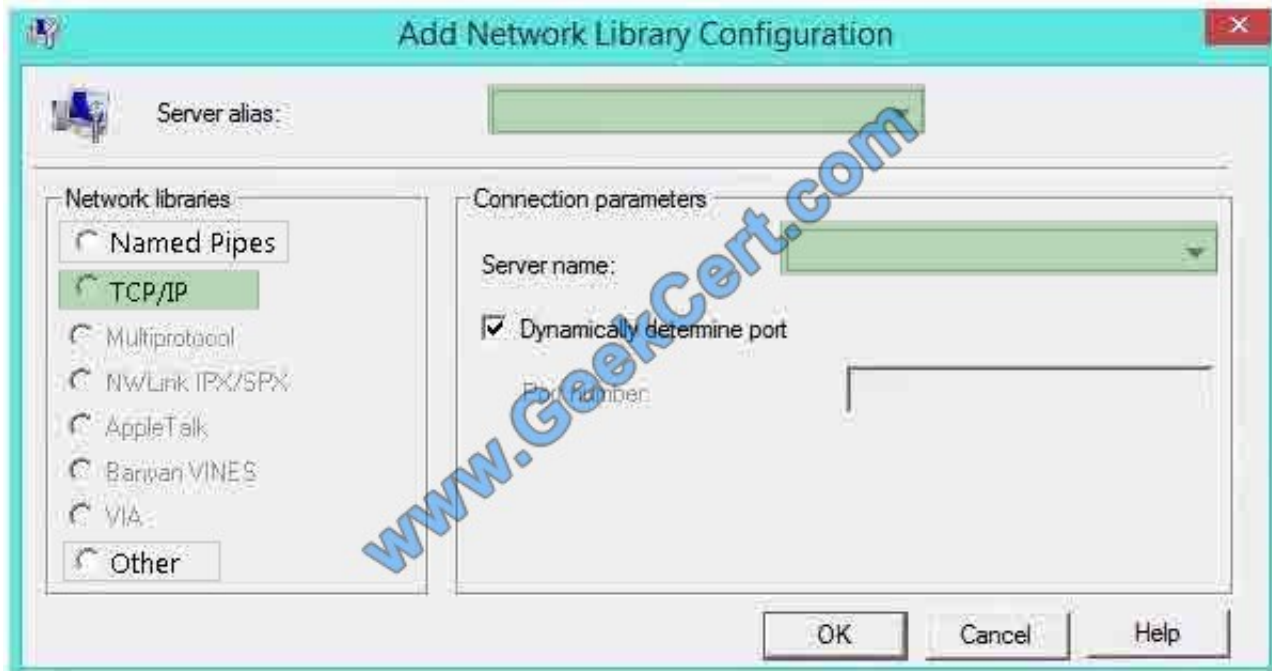 Add Network Library Configuration
Server alias:
Network libraries
Named Pipes
TCP/IP
Multiprotocol
NWLink IPX/SPX
AppleTalk
Banyan VINES
VIA
Other
Connection parameters
Server name:
Dynamically determine port
Port number:
www.GeekCert.com
OK
Cancel
Help